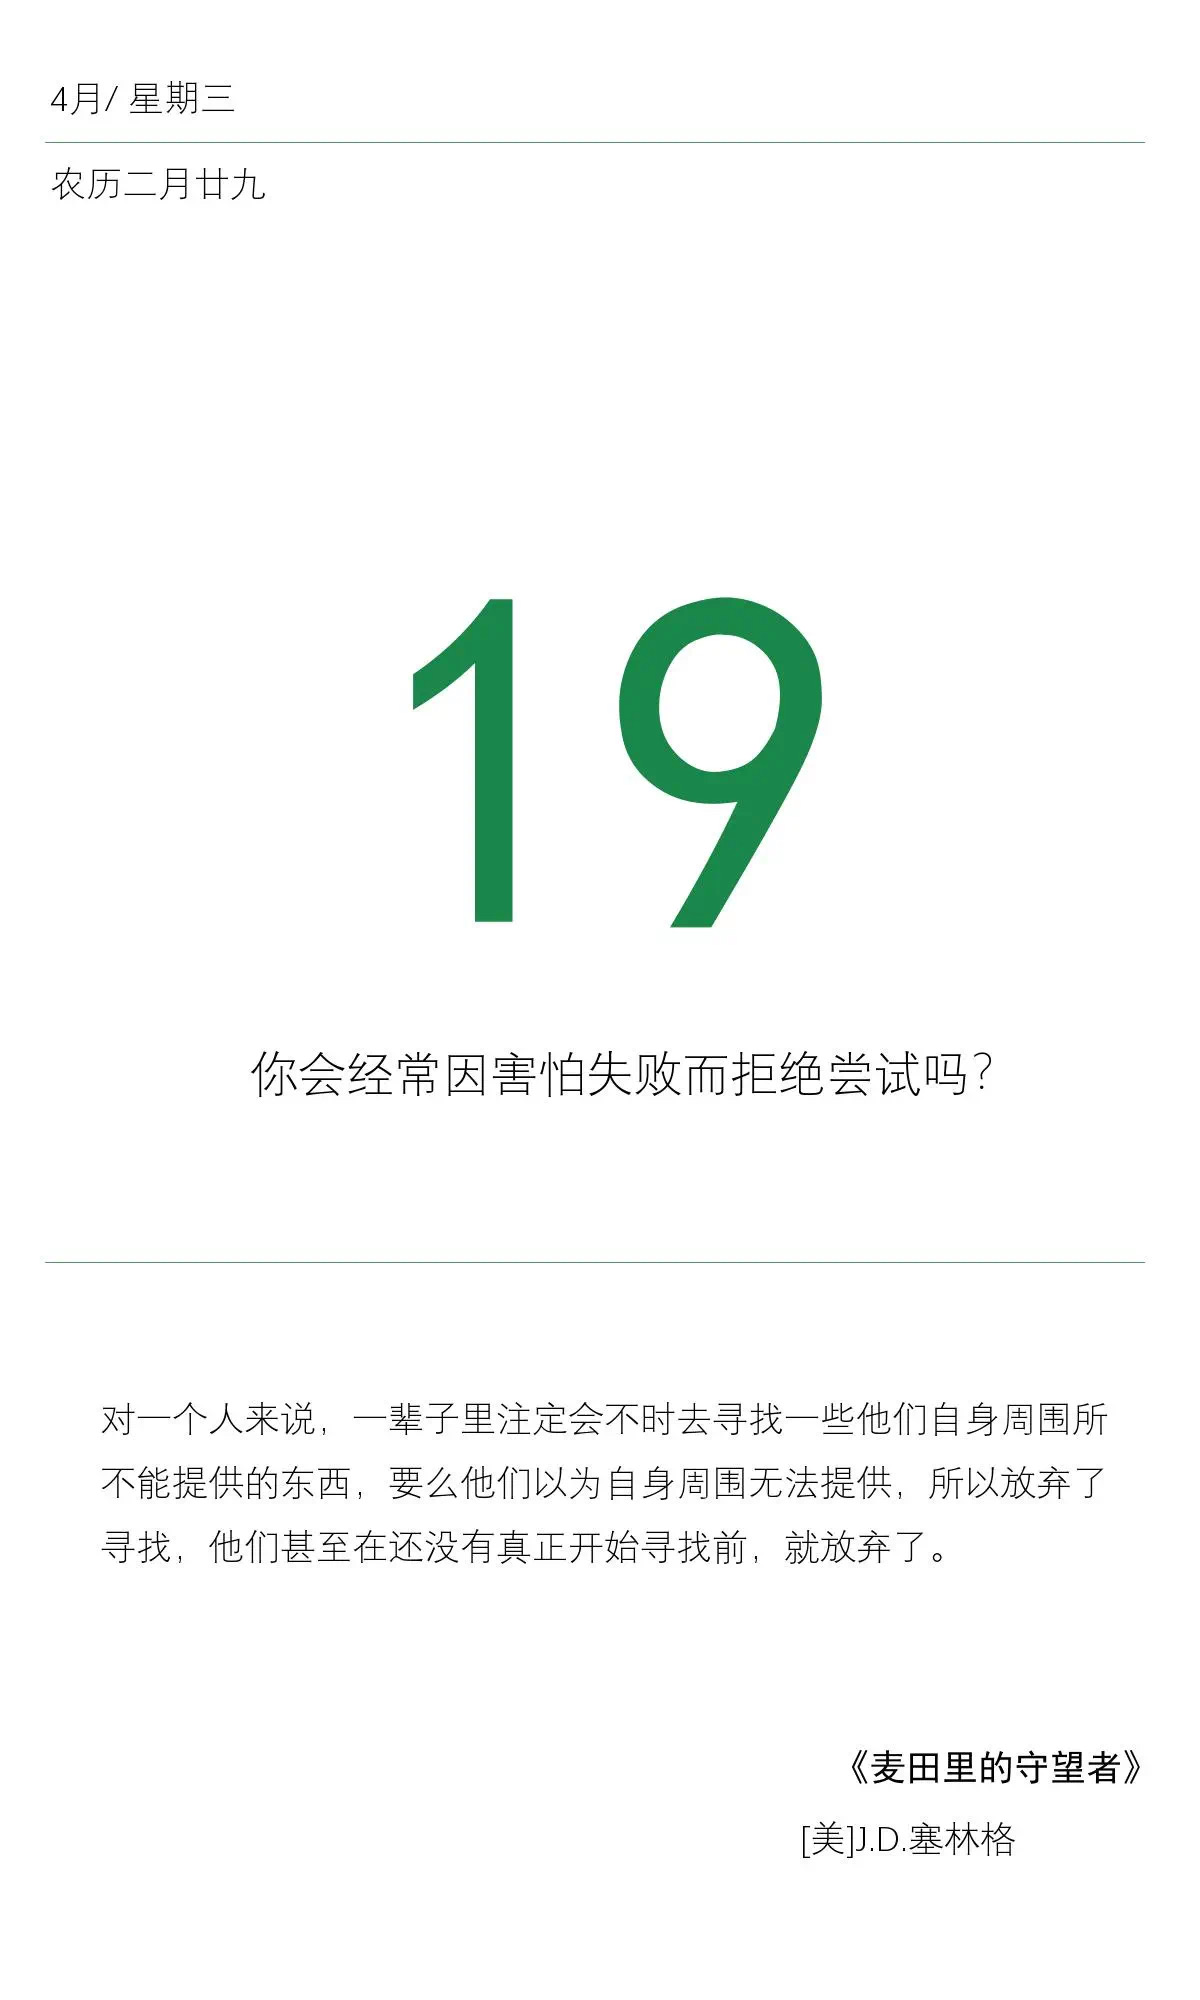 4月/ 星期三
农历二月廿九
19
你会经常因害怕失败而拒绝尝试吗？
对一个人来说，一辈子里注定会不时去寻找一些他们自身周围所
不能提供的东西，要么他们以为自身周围无法提供，所以放弃了
寻找，他们甚至在还没有真正开始寻找前，就放弃了。
《麦田里的守望者》
[美]J.D.塞林格